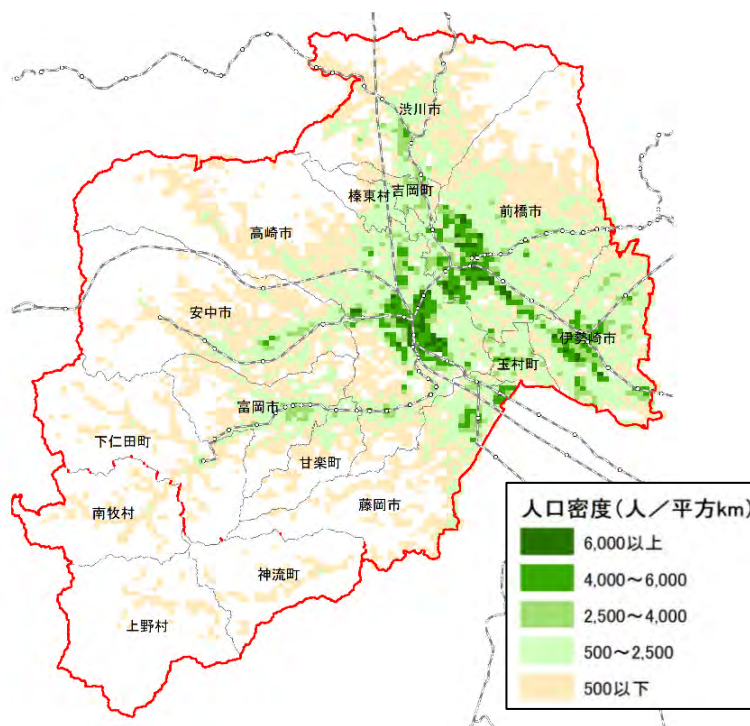 渋川市
吉岡町
榛東村
前橋市
高崎市
安中市
伊勢崎市
玉村町
富岡市
下仁田町
甘楽町
藤岡市
南牧村
神流町
上野村
人口密度(人/平方km)
6,000以上
4,000～6,000
2,500～4,000
500～2,500
500以下